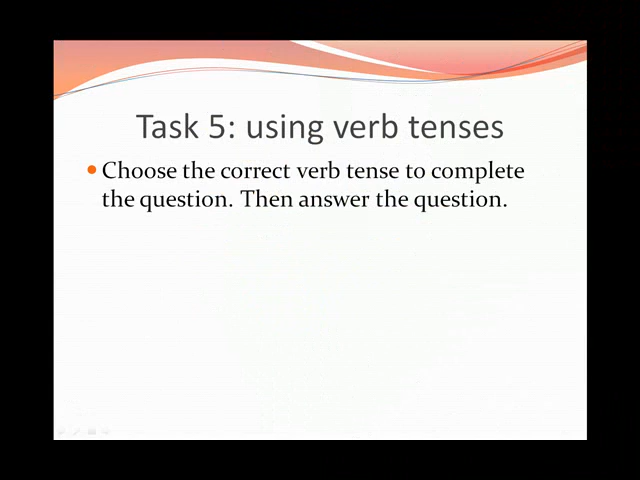 Task 5: using verb tenses
Choose the correct verb tense to complete
the question. Then answer the question.